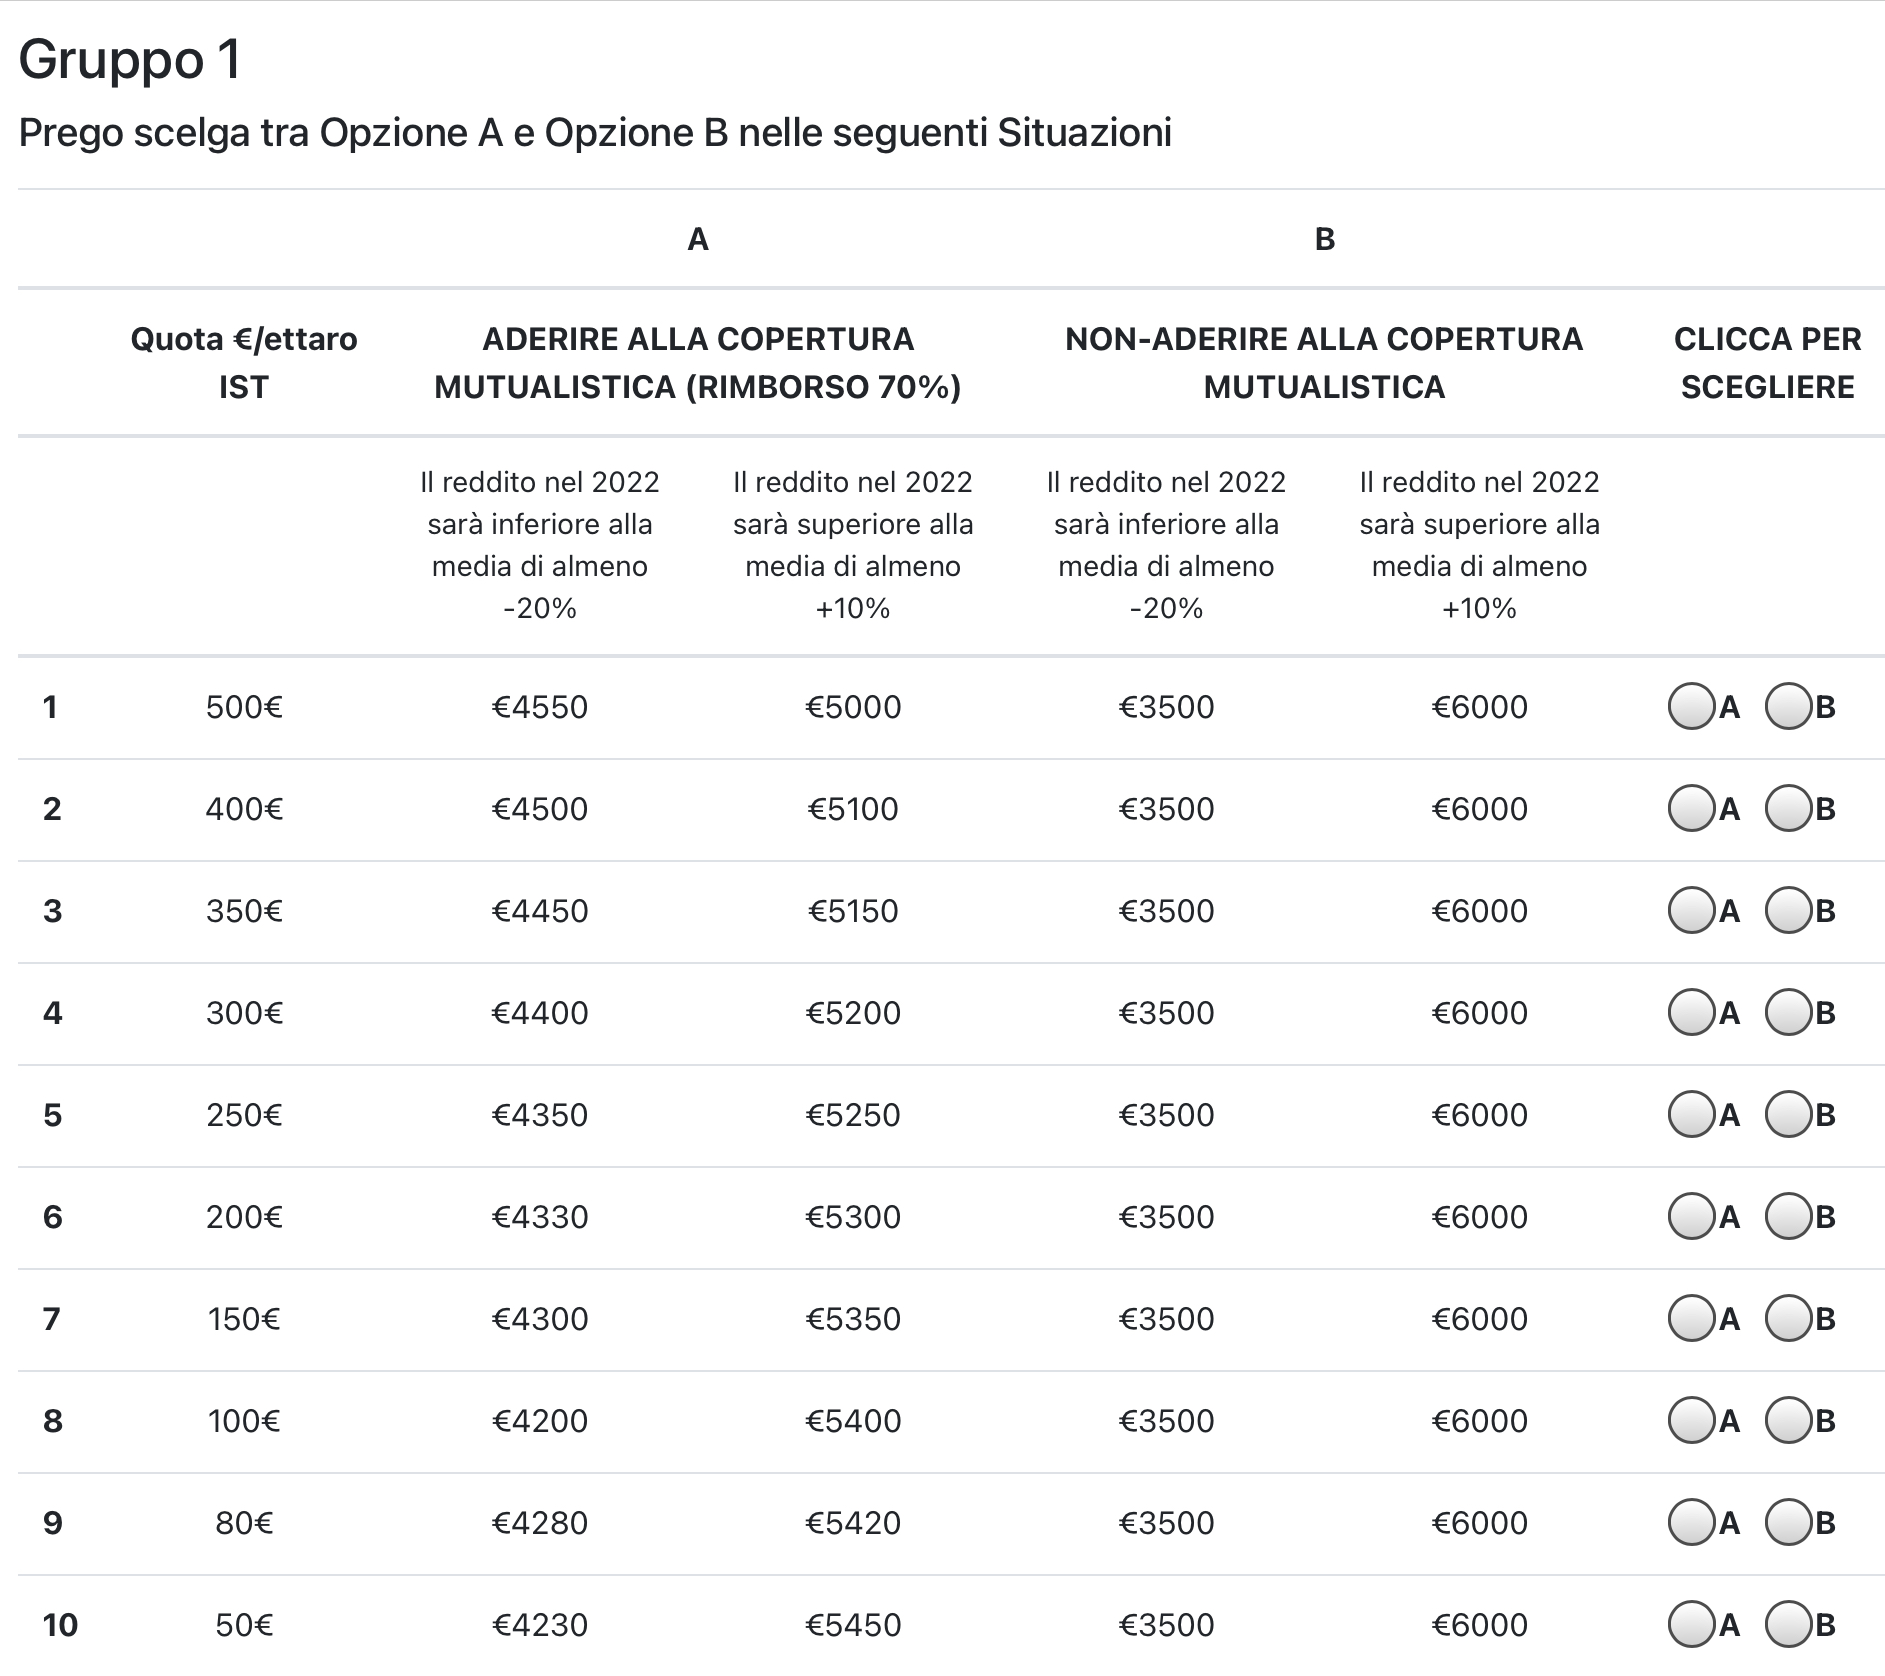 Gruppo 1
Prego scelga tra Opzione A e Opzione B nelle seguenti Situazioni
A B
Quota €/ettaro IST ADERIRE ALLA COPERTURA MUTUALISTICA (RIMBORSO 70%) NON-ADERIRE ALLA COPERTURA MUTUALISTICA CLICCA PER SCEGLIERE
Il reddito nel 2022 sarà inferiore alla media di almeno -20% Il reddito nel 2022 sarà superiore alla media di almeno +10% Il reddito nel 2022 sarà inferiore alla media di almeno -20% Il reddito nel 2022 sarà superiore alla media di almeno +10%
1 500€ €4550 €5000 €3500 €6000 A B
2 400€ €4500 €5100 €3500 €6000 A B
3 350€ €4450 €5150 €3500 €6000 A B
4 300€ €4400 €5200 €3500 €6000 A B
5 250€ €4350 €5250 €3500 €6000 A B
6 200€ €4330 €5300 €3500 €6000 A B
7 150€ €4300 €5350 €3500 €6000 A B
8 100€ €4200 €5400 €3500 €6000 A B
9 80€ €4280 €5420 €3500 €6000 A B
10 50€ €4230 €5450 €3500 €6000 A B